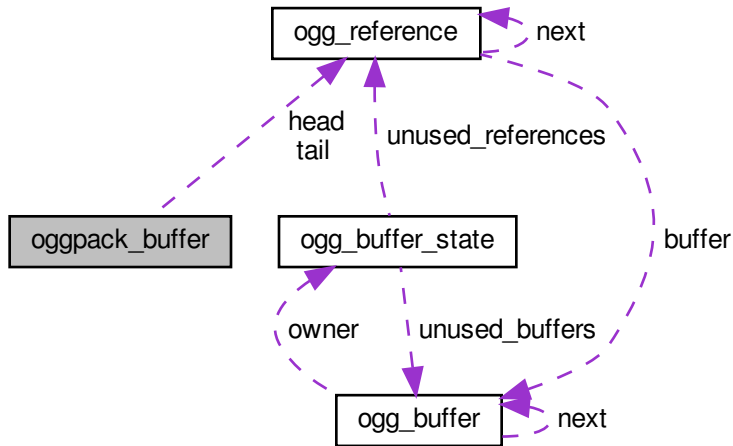 ogg_reference
next
head
tail
unused_references
oggpack_buffer
ogg_buffer_state
buffer
owner
unused_buffers
ogg_buffer
next